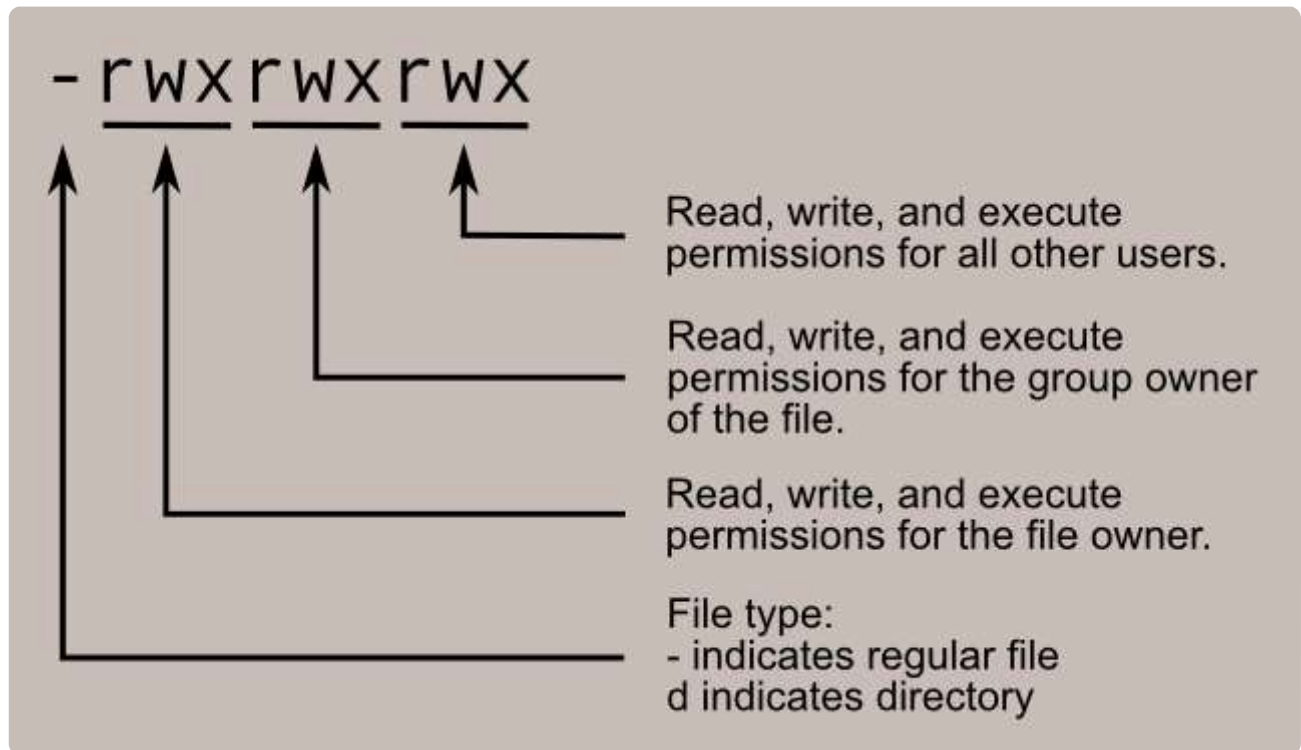 -rwxrwxrwx
Read, write, and execute
permissions for all other users.
Read, write, and execute
permissions for the group owner
of the file.
Read, write, and execute
permissions for the file owner.
File type:
- indicates regular file
d indicates directory